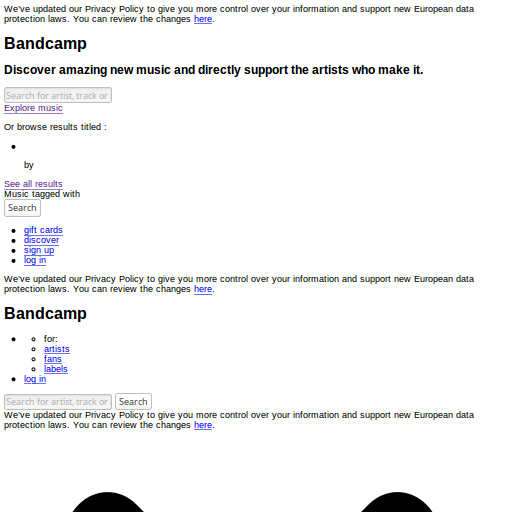 We've updated our Privacy Policy to give you more control over your information and support new European data
protection laws. You can review the changes here.
Bandcamp
Discover amazing new music and directly support the artists who make it.
Search for artist, track or
Explore music
Or browse results titled :
by
See all results
Music tagged with
Search
gift cards
discover
sign up
log in
We've updated our Privacy Policy to give you more control over your information and support new European data
protection laws. You can review the changes here.
Bandcamp
for:
artists
fans
labels
log in
Search for artist, track or Search
We've updated our Privacy Policy to give you more control over your information and support new European data
protection laws. You can review the changes here.